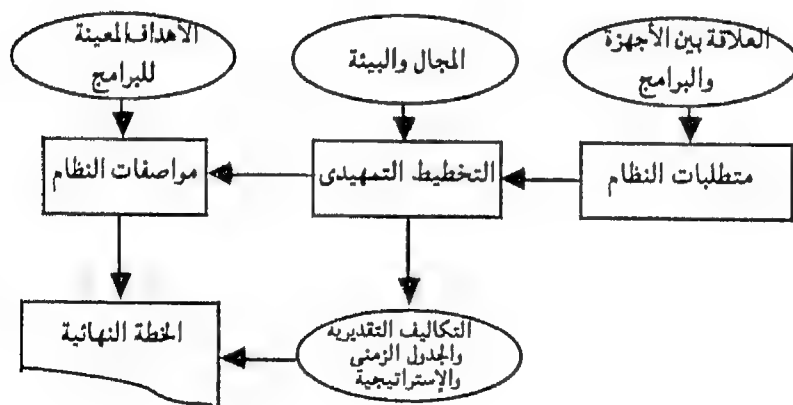 العلاقة بين الأجهزة
والبرامج
المجال والبيئة
الأهداف المعينة
للبرامج
متطلبات النظام
التخطيط التمهيدى
مواصفات النظام
التكاليف التقديرية
والجدول الزمنى
والإستراتيجية
الخطة النهائية